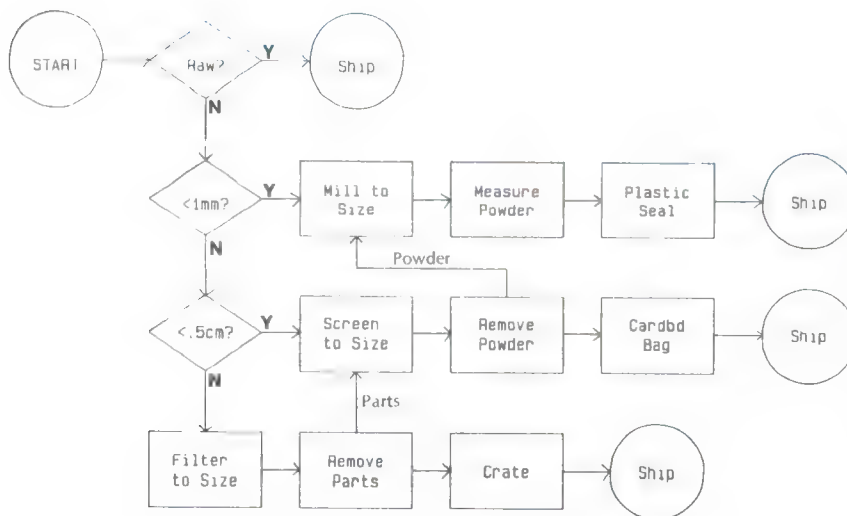 START
Raw?
Y
Ship
N
<1mm?
Y
Mill to
Size
Measure
Powder
Plastic
Seal
Ship
N
Powder
<.5cm?
Y
Screen
to Size
Remove
Powder
Cardbd
Bag
Ship
N
Parts
Filter
to Size
Remove
Parts
Crate
Ship